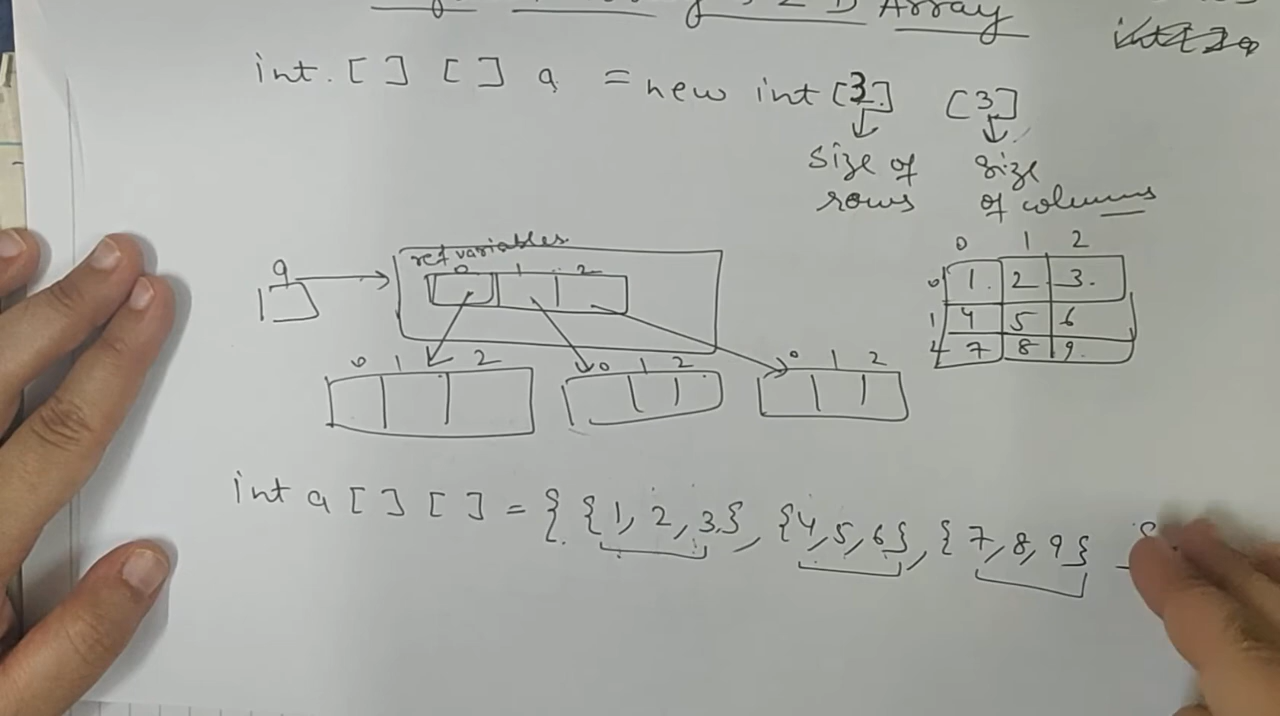 2 D Array
int [] [] a = new int [3] [3]
size of rows
size of columns
ref variables
a
0 1 2
0 1 2
0 1 2
0 1 2
0 1 2
0 1 2 3
1 4 5 6
7 8 9
int a [] [] = { {1, 2, 3}, {4, 5, 6}, {7, 8, 9}